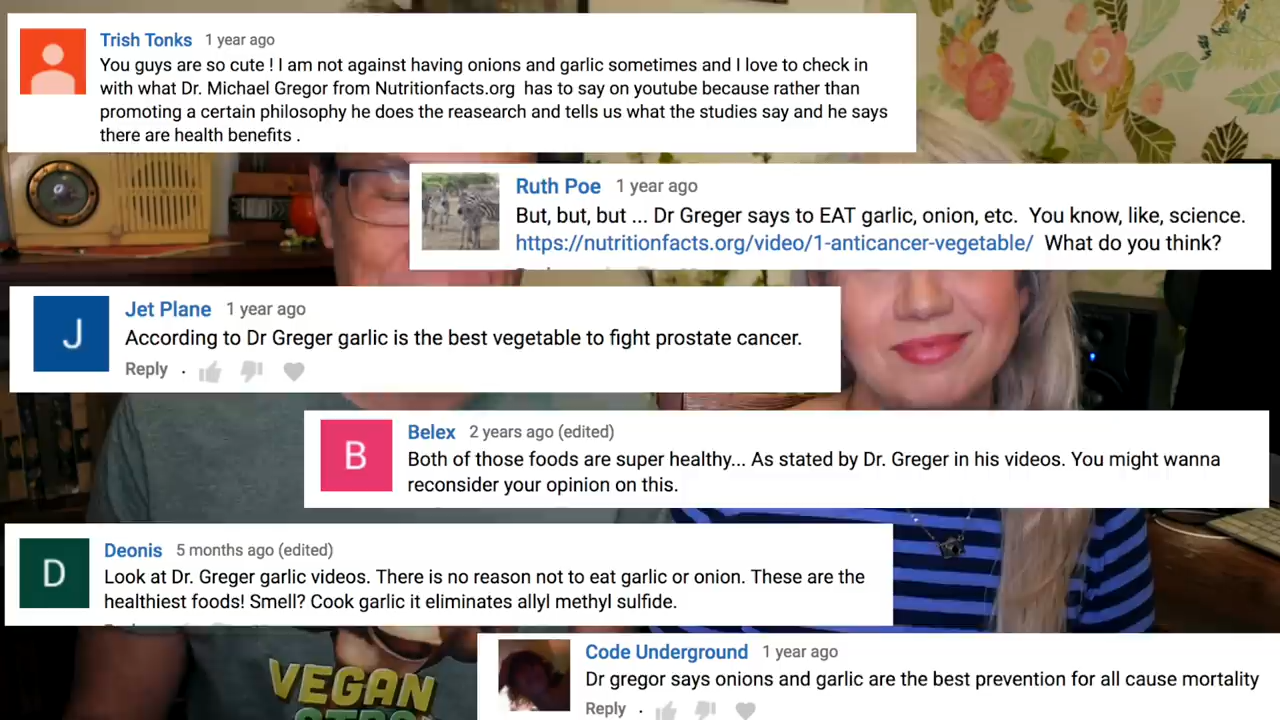 Trish Tonks 1 year ago
You guys are so cute ! I am not against having onions and garlic sometimes and I love to check in
with what Dr. Michael Gregor from Nutritionfacts.org has to say on youtube because rather than
promoting a certain philosophy he does the reasearch and tells us what the studies say and he says
there are health benefits .
Ruth Poe 1 year ago
But, but, but ... Dr Greger says to EAT garlic, onion, etc. You know, like, science.
https://nutritionfacts.org/video/1-anticancer-vegetable/ What do you think?
J
Jet Plane 1 year ago
According to Dr Greger garlic is the best vegetable to fight prostate cancer.
Reply .
B
Belex 2 years ago (edited)
Both of those foods are super healthy... As stated by Dr. Greger in his videos. You might wanna
reconsider your opinion on this.
D
Deonis 5 months ago (edited)
Look at Dr. Greger garlic videos. There is no reason not to eat garlic or onion. These are the
healthiest foods! Smell? Cook garlic it eliminates allyl methyl sulfide.
Code Underground 1 year ago
Dr gregor says onions and garlic are the best prevention for all cause mortality
Reply .
VEGAN